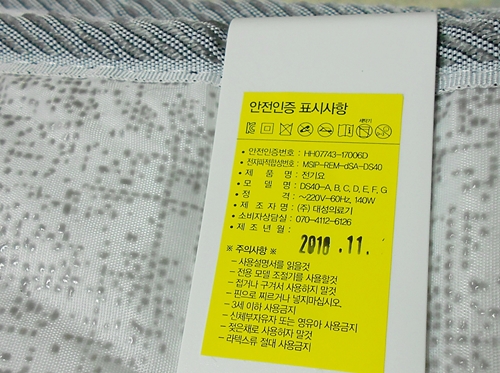 안전인증 표시사항
세탁기
• 안전인증번호 : HH07743-17006D
• 전자파적합성번호 : MSIP-REM-dSA-DS40
• 제 품 명 : 전기요
• 모 델 명 : DS40-A, B, C, D, E, F, G
• 정 격 : ~220V-60Hz, 140W
• 제 조 자 명 : (주) 대성의료기
• 소비자상담실 : 070-4112-6126
• 제 조 년 월 : 2018 .11.
※ 주의사항 ※
- 사용설명서를 읽을것
- 전용 모델 조절기를 사용할것
- 접거나 구겨서 사용하지 말것
- 핀으로 찌르거나 넣지마십시오.
- 3세 이하 사용금지
- 신체부자유자 또는 영유아 사용금지
- 젖은채로 사용하자 말것
- 라텍스류 절대 사용금지